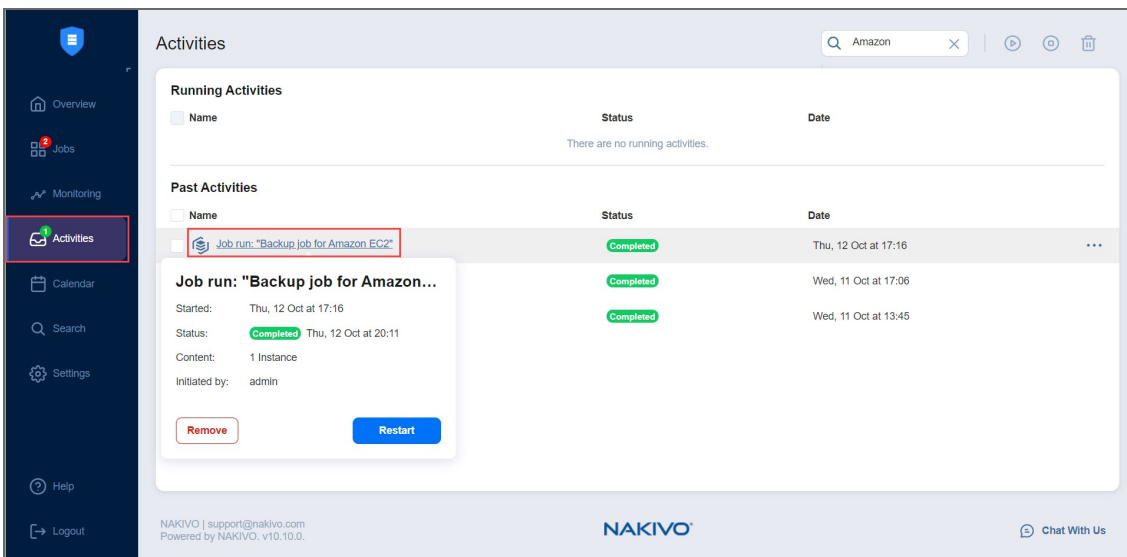 Activities
Amazon
Overview
2
Jobs
Monitoring
1
Activities
Calendar
Search
Settings
Help
Logout
Running Activities
Name Status Date
There are no running activities.
Past Activities
Name Status Date
Job run: "Backup job for Amazon EC2" Completed Thu, 12 Oct at 17:16
Completed Wed, 11 Oct at 17:06
Completed Wed, 11 Oct at 13:45
Job run: "Backup job for Amazon...
Started: Thu, 12 Oct at 17:16
Status: Completed Thu, 12 Oct at 20:11
Content: 1 Instance
Initiated by: admin
Remove Restart
NAKIVO | support@nakivo.com
Powered by NAKIVO. v10.10.0.
NAKIVO
Chat With Us